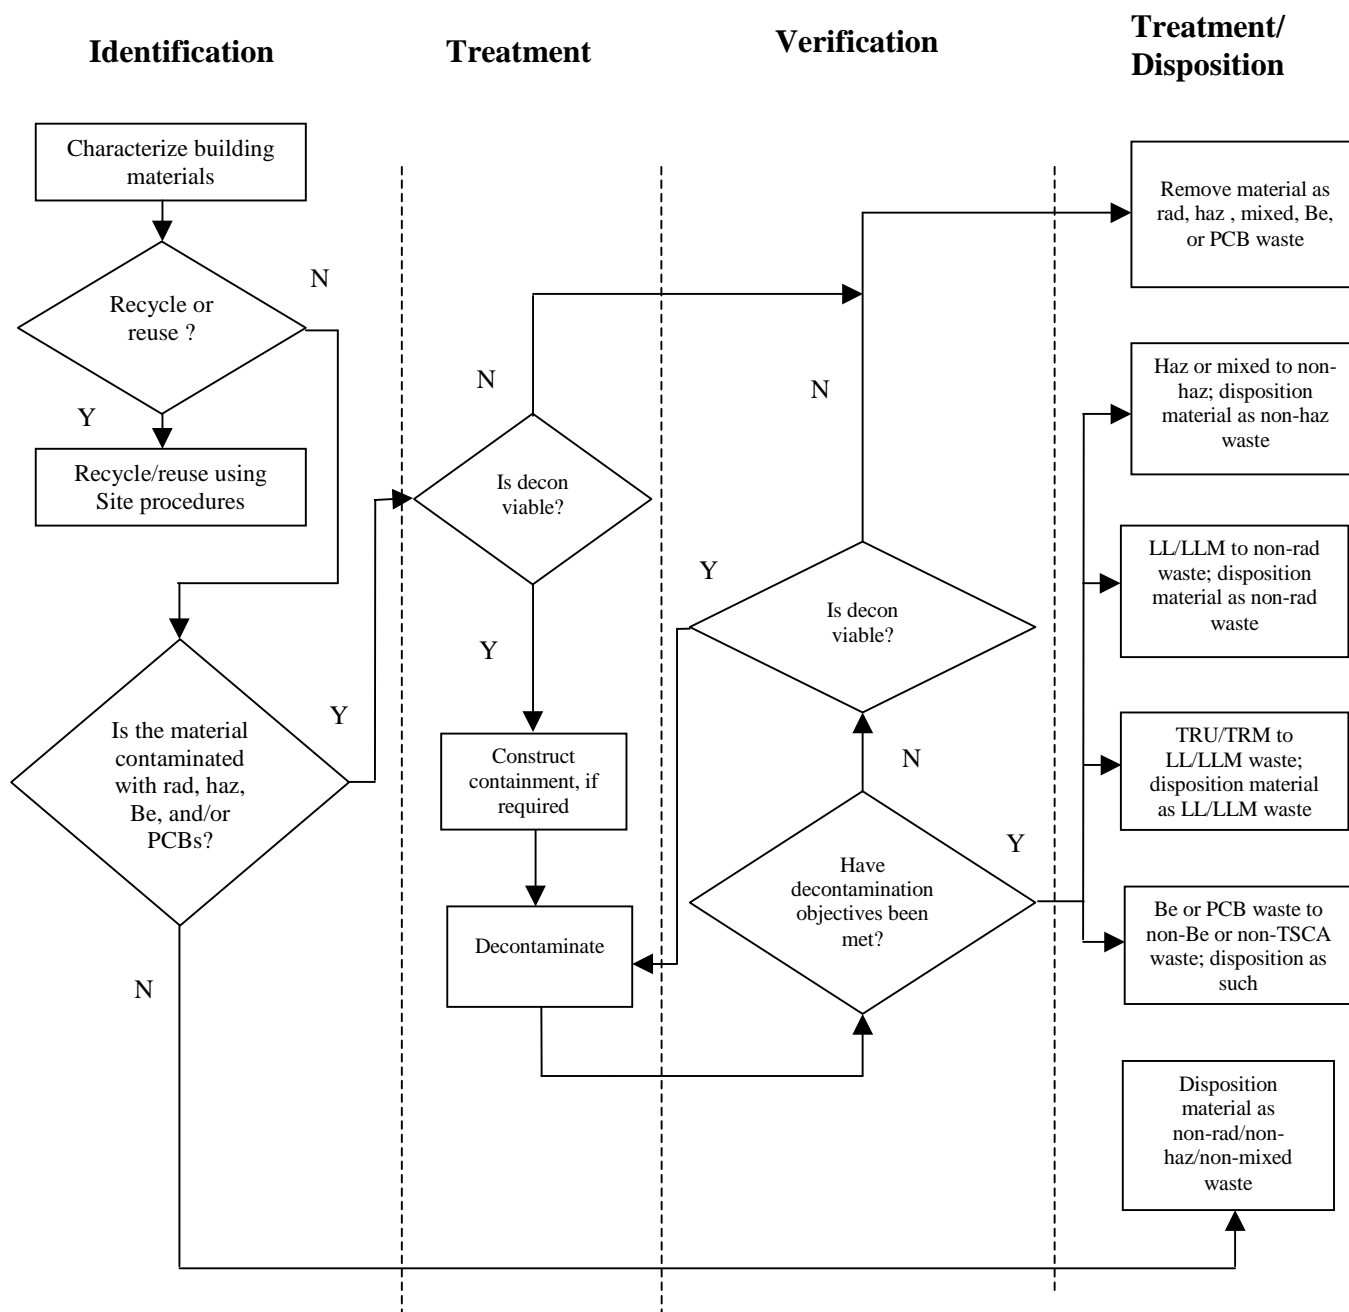 Identification
Treatment
Verification
Treatment/
Disposition
Characterize building
materials
N
Recycle or
reuse ?
Y
Recycle/reuse using
Site procedures
Is the material
contaminated
with rad, haz,
Be, and/or
PCBs?
Y
N
N
Is decon
viable?
Y
Construct
containment, if
required
Decontaminate
N
Y
Is decon
viable?
N
Y
Have
decontamination
objectives been
met?
Remove material as
rad, haz , mixed, Be,
or PCB waste
Haz or mixed to non-
haz; disposition
material as non-haz
waste
LL/LLM to non-rad
waste; disposition
material as non-rad
waste
TRU/TRM to
LL/LLM waste;
disposition material
as LL/LLM waste
Be or PCB waste to
non-Be or non-TSCA
waste; disposition as
such
Disposition
material as
non-rad/non-
haz/non-mixed
waste